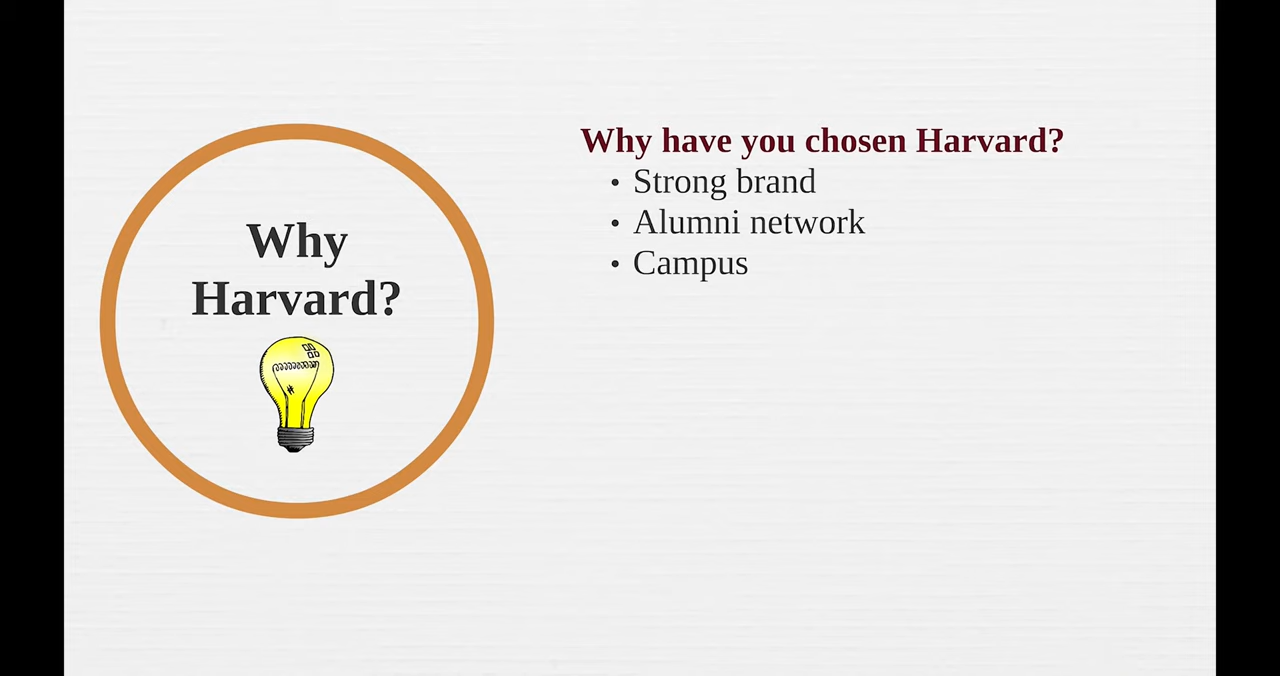 Why
Harvard?
Why have you chosen Harvard?
• Strong brand
• Alumni network
• Campus